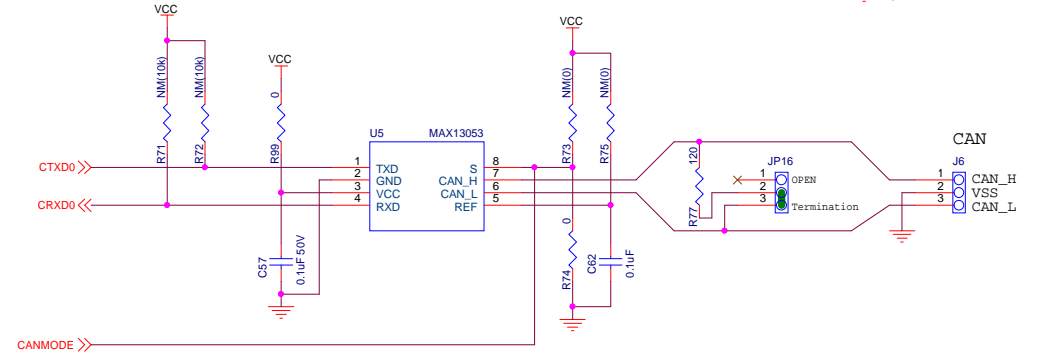 VCC
VCC
VCC
NM(10k)
NM(10k)
0
NM(0)
NM(0)
R71
R72
R99
R73
R75
U5 MAX13053
CTXD0
CRXD0
1 TXD
2 GND
3 VCC
4 RXD
S 8
CAN_H 7
CAN_L 6
REF 5
120
R77
JP16
1 OPEN
2
3 Termination
CAN
J6
1 CAN_H
2 VSS
3 CAN_L
C57
0.1uF 50V
0
R74
C62
0.1uF
CANMODE